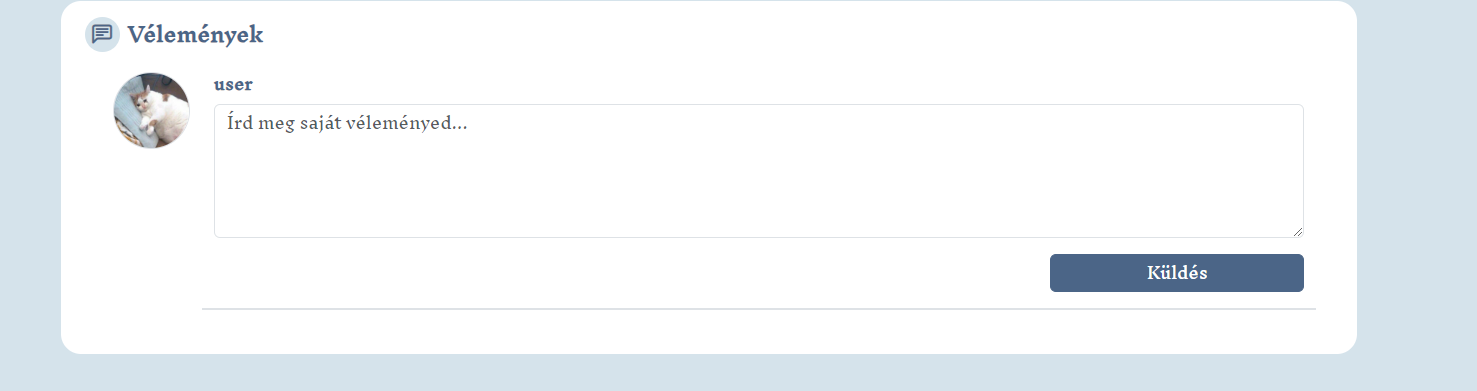 Vélemények
user
Írd meg saját véleményed...
Küldés